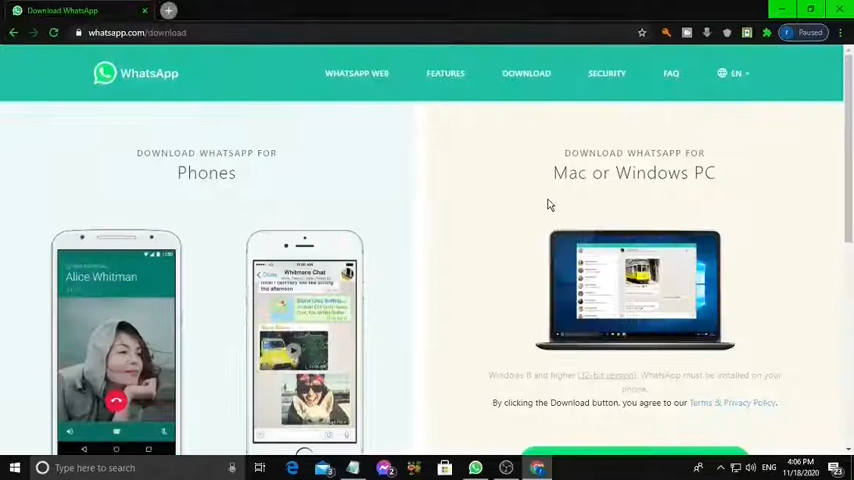 Download WhatsApp
whatsapp.com/download
Paused
WhatsApp
WHATSAPP WEB
FEATURES
DOWNLOAD
SECURITY
FAQ
EN
DOWNLOAD WHATSAPP FOR
Phones
Alice Whitman
Whitmore Chat
DOWNLOAD WHATSAPP FOR
Mac or Windows PC
Windows 8 and higher (32-bit version). WhatsApp must be installed on your
phone.
By clicking the Download button, you agree to our Terms & Privacy Policy.
Type here to search
ENG
4:06 PM
11/18/2020